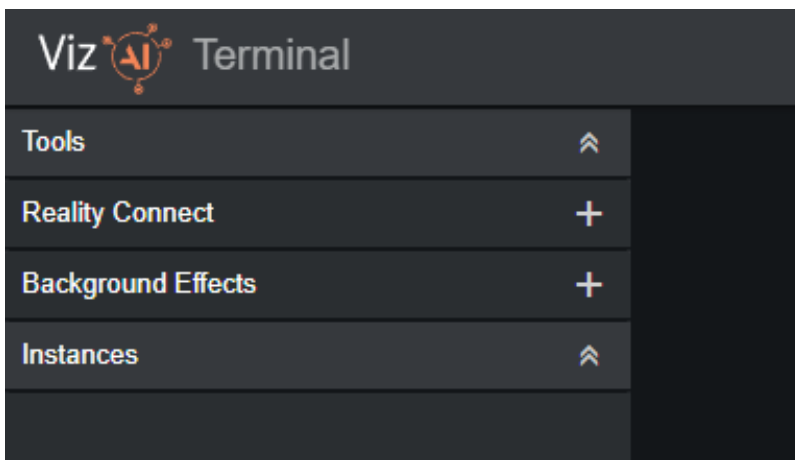 Viz AI Terminal
Tools
Reality Connect
Background Effects
Instances